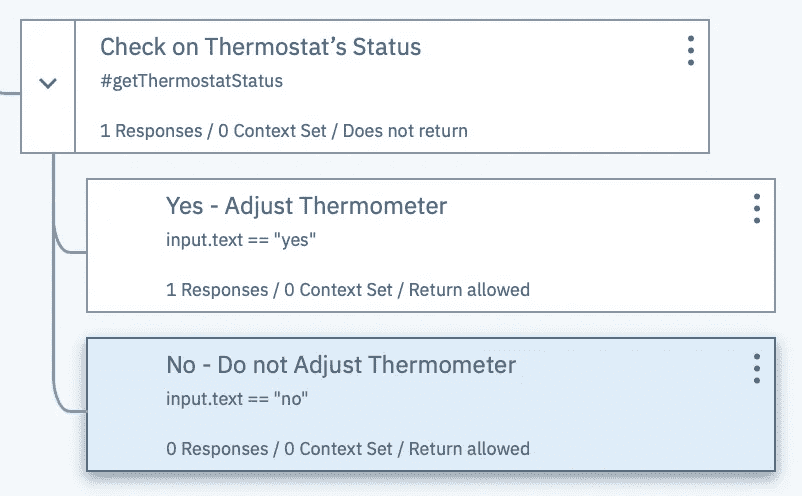 Check on Thermostat’s Status
#getThermostatStatus
1 Responses / 0 Context Set / Does not return
Yes - Adjust Thermometer
input.text == "yes"
1 Responses / 0 Context Set / Return allowed
No - Do not Adjust Thermometer
input.text == "no"
0 Responses / 0 Context Set / Return allowed